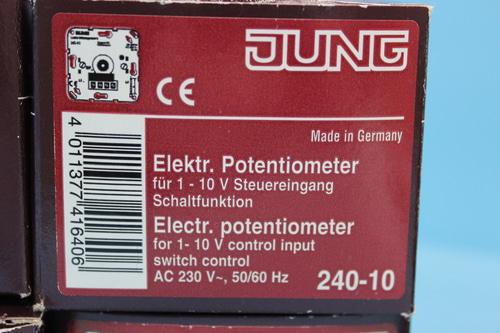 JUNG
CE
Made in Germany
Elektr. Potentiometer
für 1 - 10 V Steuereingang
Schaltfunktion
Electr. potentiometer
for 1- 10 V control input
switch control
AC 230 V~, 50/60 Hz
240-10
4 011377 416406